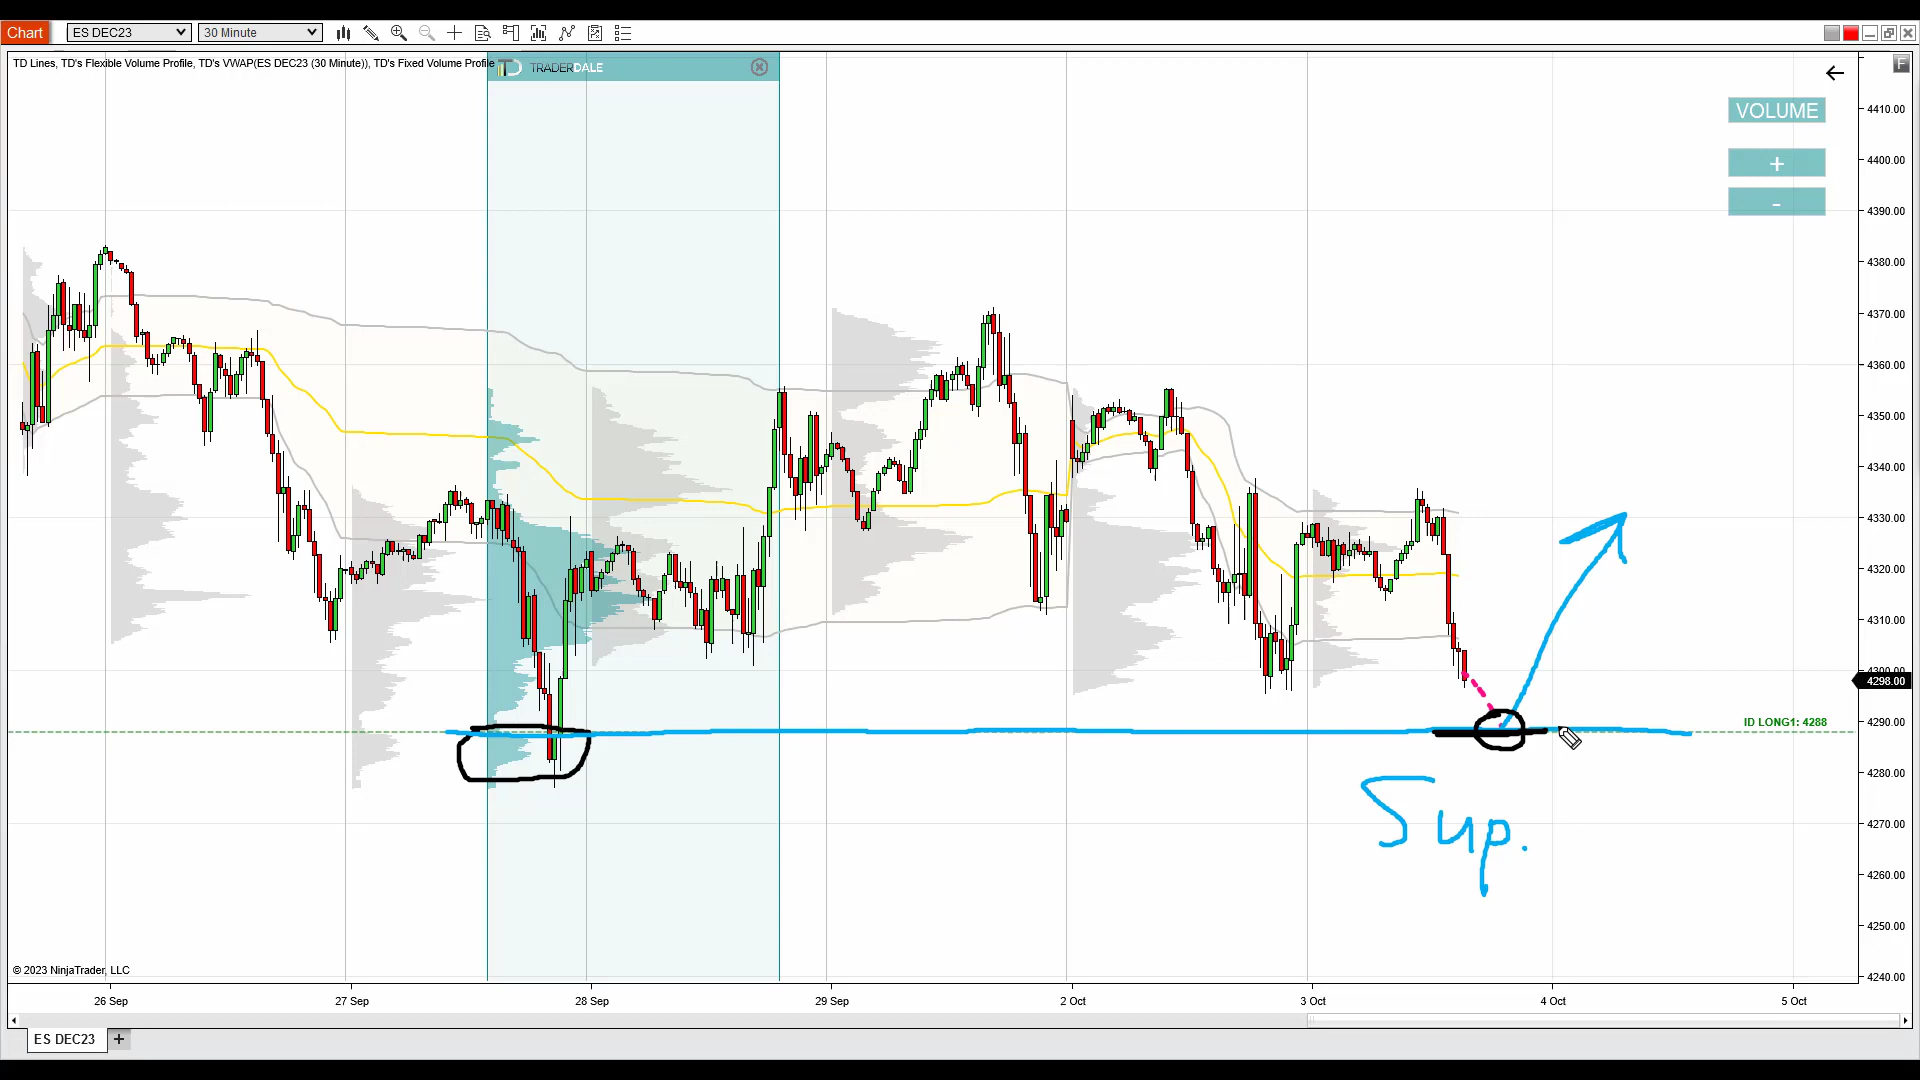 Chart ES DEC23 30 Minute
TD Lines, TD's Flexible Volume Profile, TD's VWAP(ES DEC23 (30 Minute)), TD's Fixed Volume Profile
TD TRADERDALE
F
VOLUME
+
-
4410.00
4400.00
4390.00
4380.00
4370.00
4360.00
4350.00
4340.00
4330.00
4320.00
4310.00
4300.00
4298.00
4290.00
ID LONG1: 4288
4280.00
4270.00
4260.00
4250.00
4240.00
Sup.
© 2023 NinjaTrader, LLC
26 Sep 27 Sep 28 Sep 29 Sep 2 Oct 3 Oct 4 Oct 5 Oct
ES DEC23 +